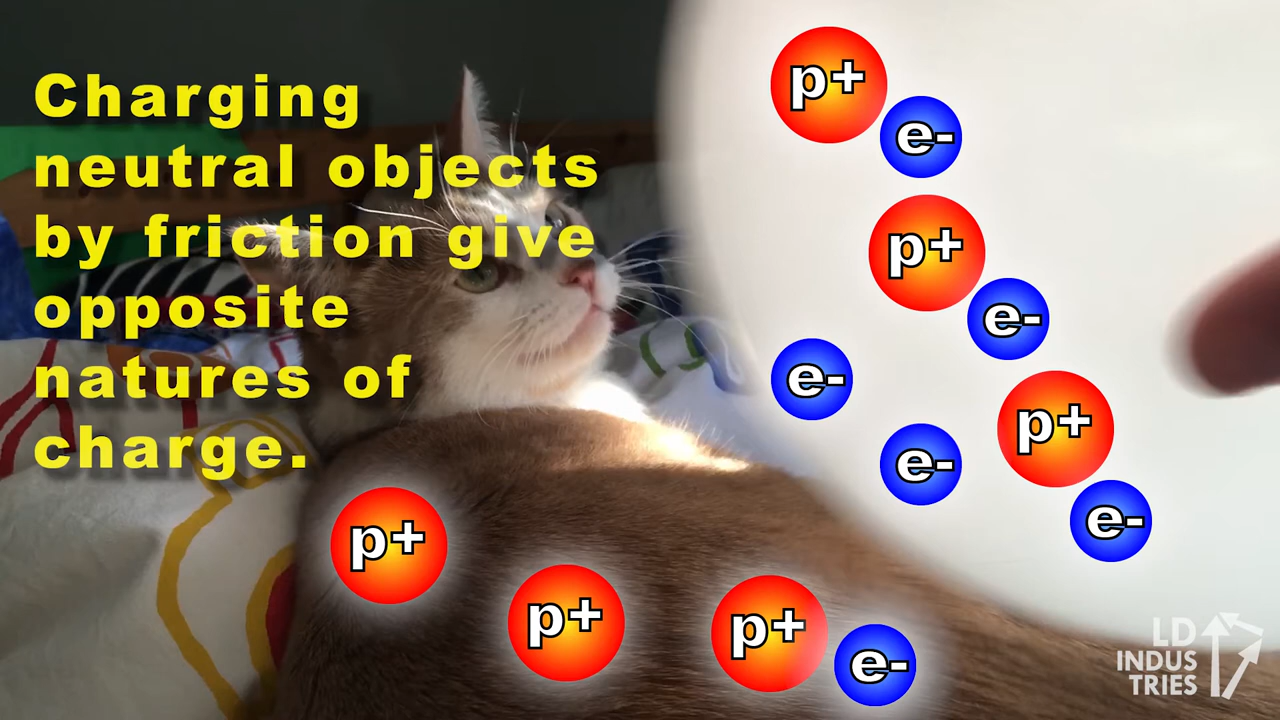 Charging
neutral objects
by friction give
opposite
natures of
charge.
p+
e-
p+
e-
e-
p+
e-
e-
p+
p+
p+
e-
LD
INDUS
TRIES